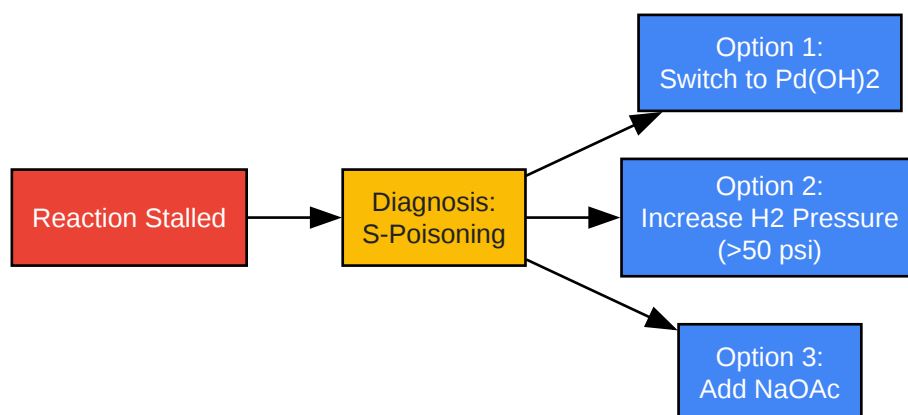 Reaction Stalled
Diagnosis:
S-Poisoning
Option 1:
Switch to Pd(OH)2
Option 2:
Increase H2 Pressure
(>50 psi)
Option 3:
Add NaOAc